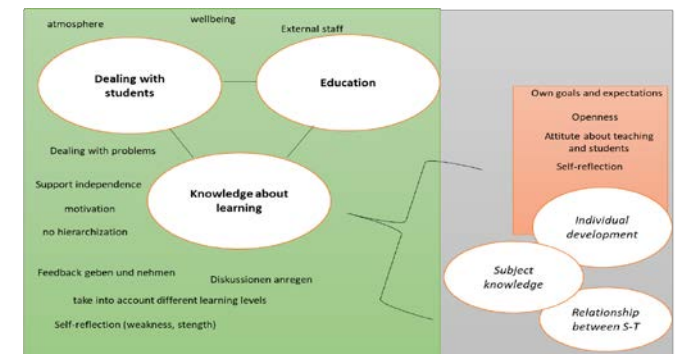 atmosphere
wellbeing
External staff
Dealing with
students
Education
Dealing with problems
Support independence
motivation
no hierarchization
Knowledge about
learning
Feedback geben und nehmen
Diskussionen anregen
take into account different learning levels
Self-reflection (weakness, stength)
Own goals and expectations
Openness
Attitute about teaching
and students
Self-reflection
Individual
development
Subject
knowledge
Relationship
between S-T